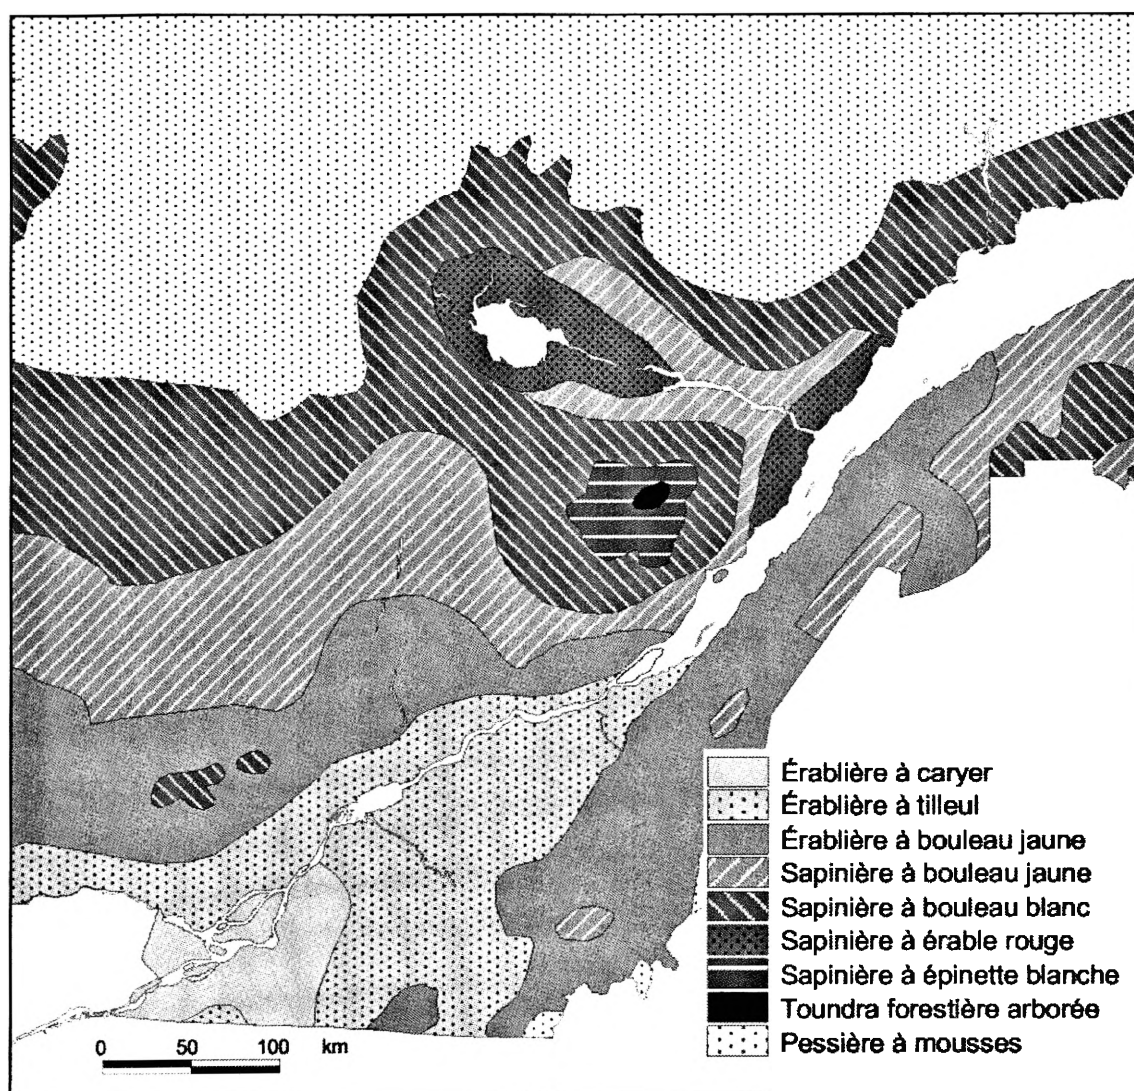 Érablière à caryer
Érablière à tilleul
Érablière à bouleau jaune
Sapinière à bouleau jaune
Sapinière à bouleau blanc
Sapinière à érable rouge
Sapinière à épinette blanche
Toundra forestière arborée
Pessière à mousses
0 50 100 km